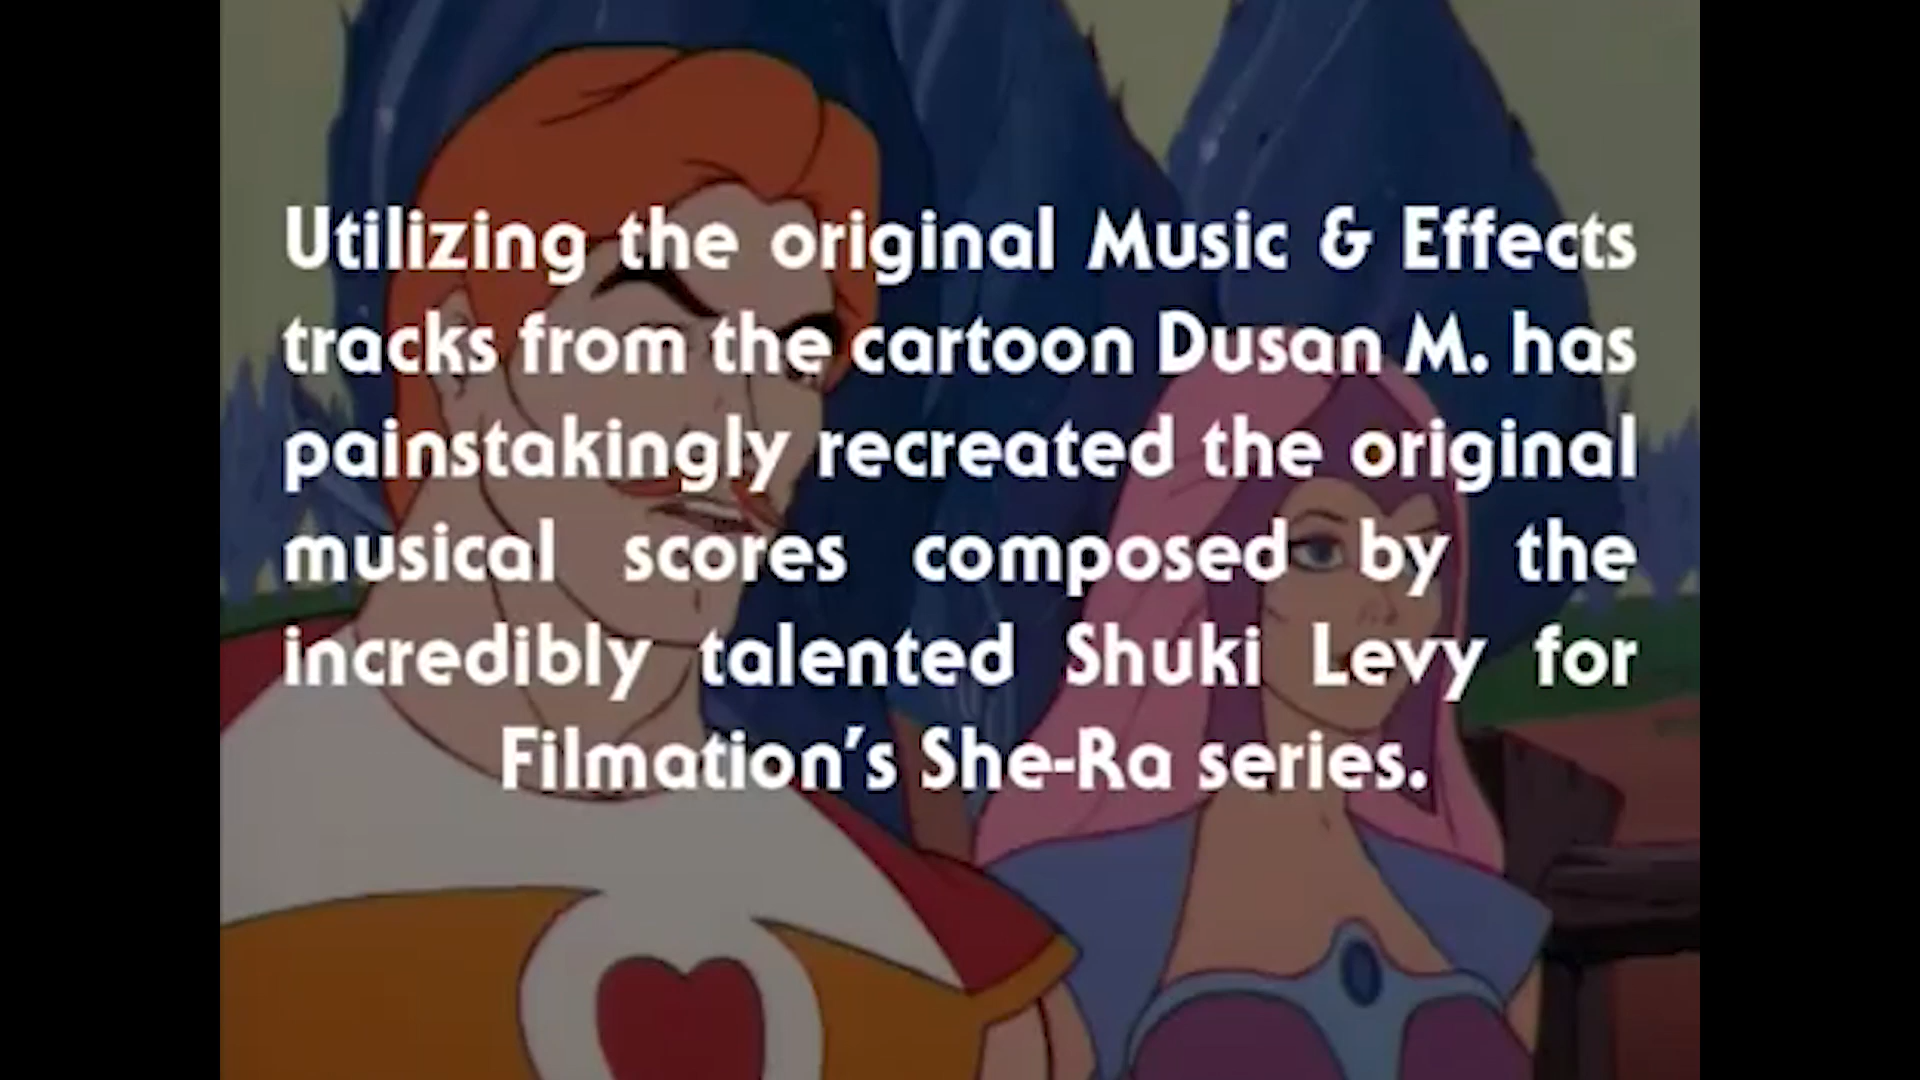 Utilizing the original Music & Effects
tracks from the cartoon Dusan M. has
painstakingly recreated the original
musical scores composed by the
incredibly talented Shuki Levy for
Filmation's She-Ra series.